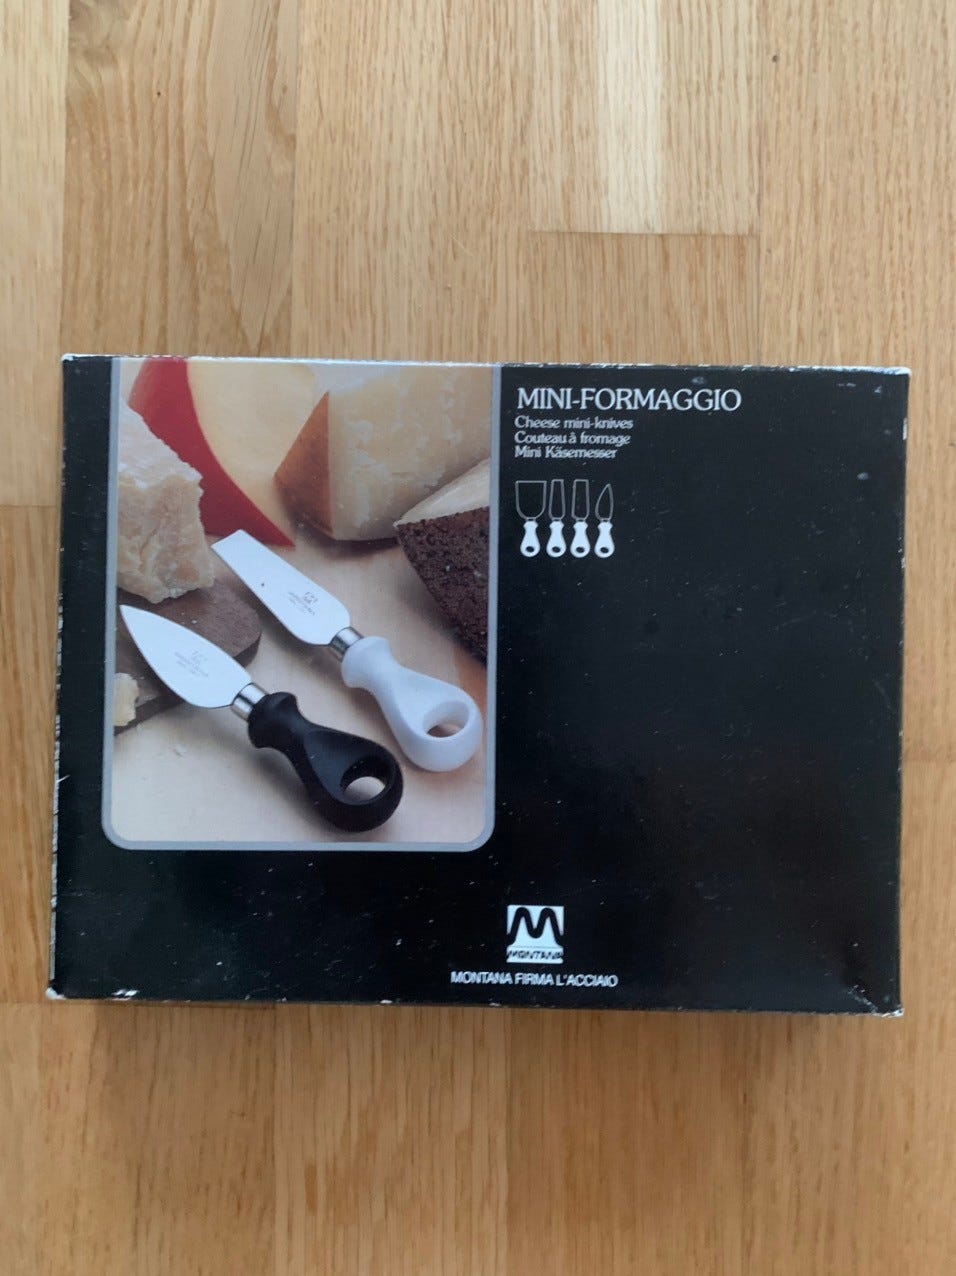 MINI-FORMAGGIO
Cheese mini-knives
Couteau à fromage
Mini Käsemesser
MONTANA
MONTANA FIRMA L'ACCIAIO